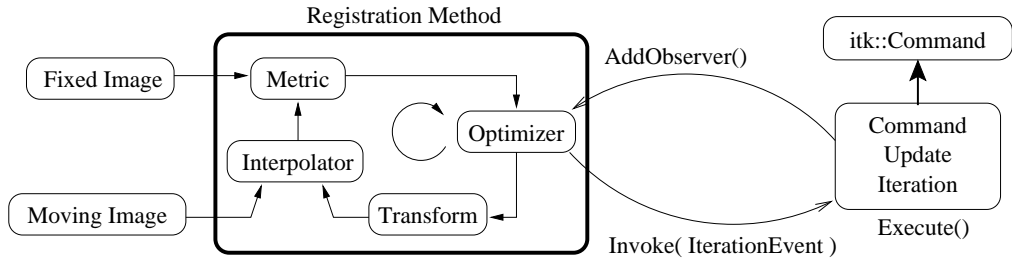 Registration Method
itk::Command
AddObserver()
Fixed Image
Metric
Optimizer
Command
Update
Iteration
Interpolator
Moving Image
Transform
Execute()
Invoke( IterationEvent )